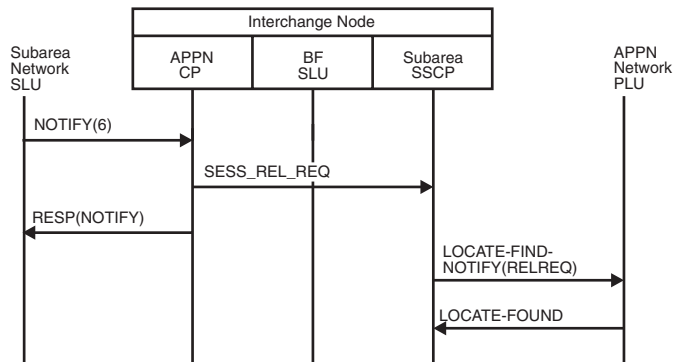 Interchange Node
Subarea
Network
SLU
APPN
CP
BF
SLU
Subarea
SSCP
APPN
Network
PLU
NOTIFY(6)
SESS_REL_REQ
RESP(NOTIFY)
LOCATE-FIND-
NOTIFY(RELREQ)
LOCATE-FOUND